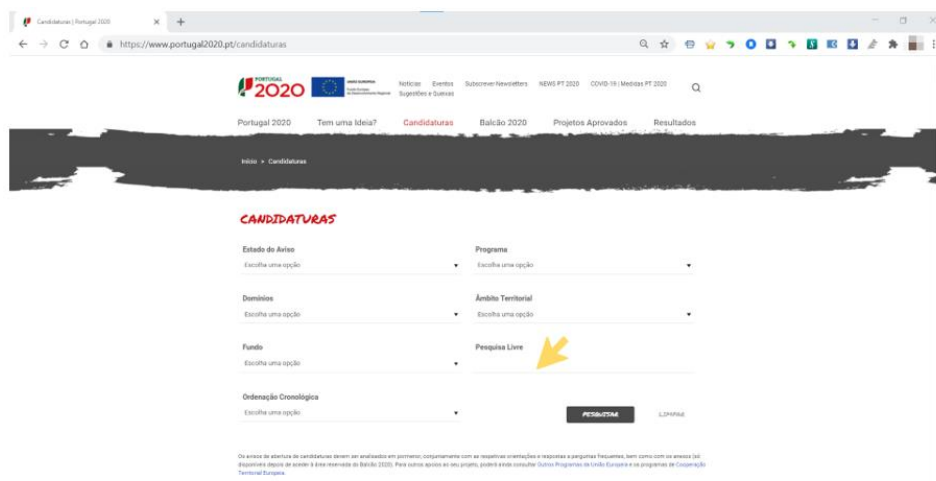 Candidaturas | Portugal 2020
https://www.portugal2020.pt/candidaturas
PORTUGAL
2020
UNIÃO EUROPEIA
Notícias Eventos Subscrever Newsletters NEWS PT 2020 COVID-19 | Medidas PT 2020
Sugestões e Queixas
Portugal 2020 Tem uma Ideia? Candidaturas Balcão 2020 Projetos Aprovados Resultados
Início > Candidaturas
CANDIDATURAS
Estado do Aviso Programa
Escolha uma opção Escolha uma opção
Domínios Âmbito Territorial
Escolha uma opção Escolha uma opção
Fundo Pesquisa Livre
Escolha uma opção
Ordenação Cronológica
Escolha uma opção PESQUISAR LIMPAR
Os avisos de abertura de candidaturas devem ser analisados em pormenor, conjuntamente com as respetivas orientações e respostas a perguntas frequentes, bem como com os anexos (só
disponíveis depois de aceder à área reservada do Balcão 2020). Para outros apoios ao seu projeto, poderá ainda consultar Outros Programas da União Europeia e os programas de Cooperação
Territorial Europeia.